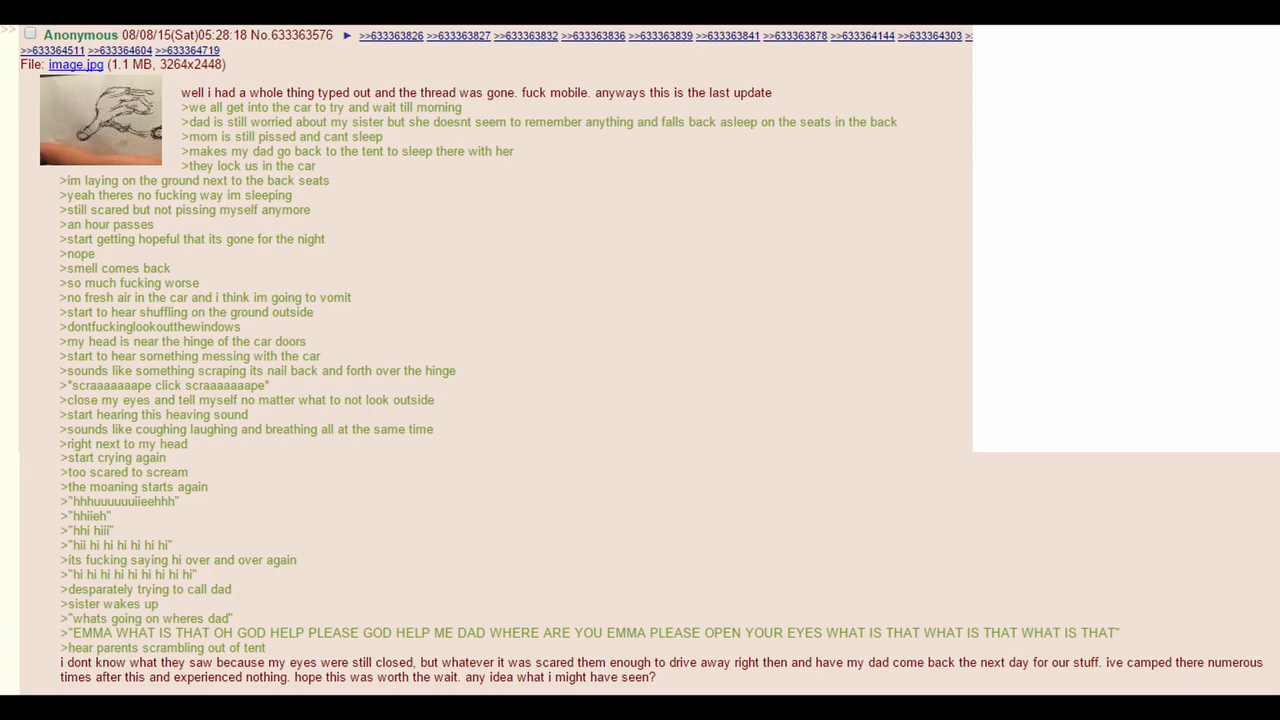 >> Anonymous 08/08/15(Sat)05:28:18 No.633363576 ► >>633363826 >>633363827 >>633363832 >>633363836 >>633363839 >>633363841 >>633363878 >>633364144 >>633364303 >
>>633364511 >>633364604 >>633364719
File: image.jpg (1.1 MB, 3264x2448)
well i had a whole thing typed out and the thread was gone. fuck mobile. anyways this is the last update
>we all get into the car to try and wait till morning
>dad is still worried about my sister but she doesnt seem to remember anything and falls back asleep on the seats in the back
>mom is still pissed and cant sleep
>makes my dad go back to the tent to sleep there with her
>they lock us in the car
>im laying on the ground next to the back seats
>yeah theres no fucking way im sleeping
>still scared but not pissing myself anymore
>an hour passes
>start getting hopeful that its gone for the night
>nope
>smell comes back
>so much fucking worse
>no fresh air in the car and i think im going to vomit
>start to hear shuffling on the ground outside
>dontfuckinglookoutthewindows
>my head is near the hinge of the car doors
>start to hear something messing with the car
>sounds like something scraping its nail back and forth over the hinge
>*scraaaaaaape click scraaaaaaape*
>close my eyes and tell myself no matter what to not look outside
>start hearing this heaving sound
>sounds like coughing laughing and breathing all at the same time
>right next to my head
>start crying again
>too scared to scream
>the moaning starts again
>"hhhuuuuuuiieehhh"
>"hhiieh"
>"hhi hiii"
>"hii hi hi hi hi hi hi"
>its fucking saying hi over and over again
>"hi hi hi hi hi hi hi hi hi"
>desparately trying to call dad
>sister wakes up
>"whats going on wheres dad"
>"EMMA WHAT IS THAT OH GOD HELP PLEASE GOD HELP ME DAD WHERE ARE YOU EMMA PLEASE OPEN YOUR EYES WHAT IS THAT WHAT IS THAT WHAT IS THAT"
>hear parents scrambling out of tent
i dont know what they saw because my eyes were still closed, but whatever it was scared them enough to drive away right then and have my dad come back the next day for our stuff. ive camped there numerous
times after this and experienced nothing. hope this was worth the wait. any idea what i might have seen?